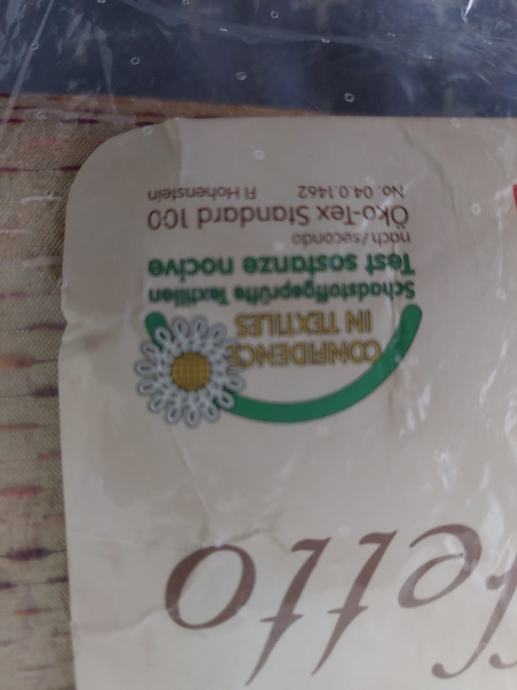 CONFIDENCE
IN TEXTILES
Schadstoffgeprüfte Textilien
Test sostanze nocive
nach/secondo
Öko-Tex Standard 100
No. 04.0.1462 FI Hohenstein